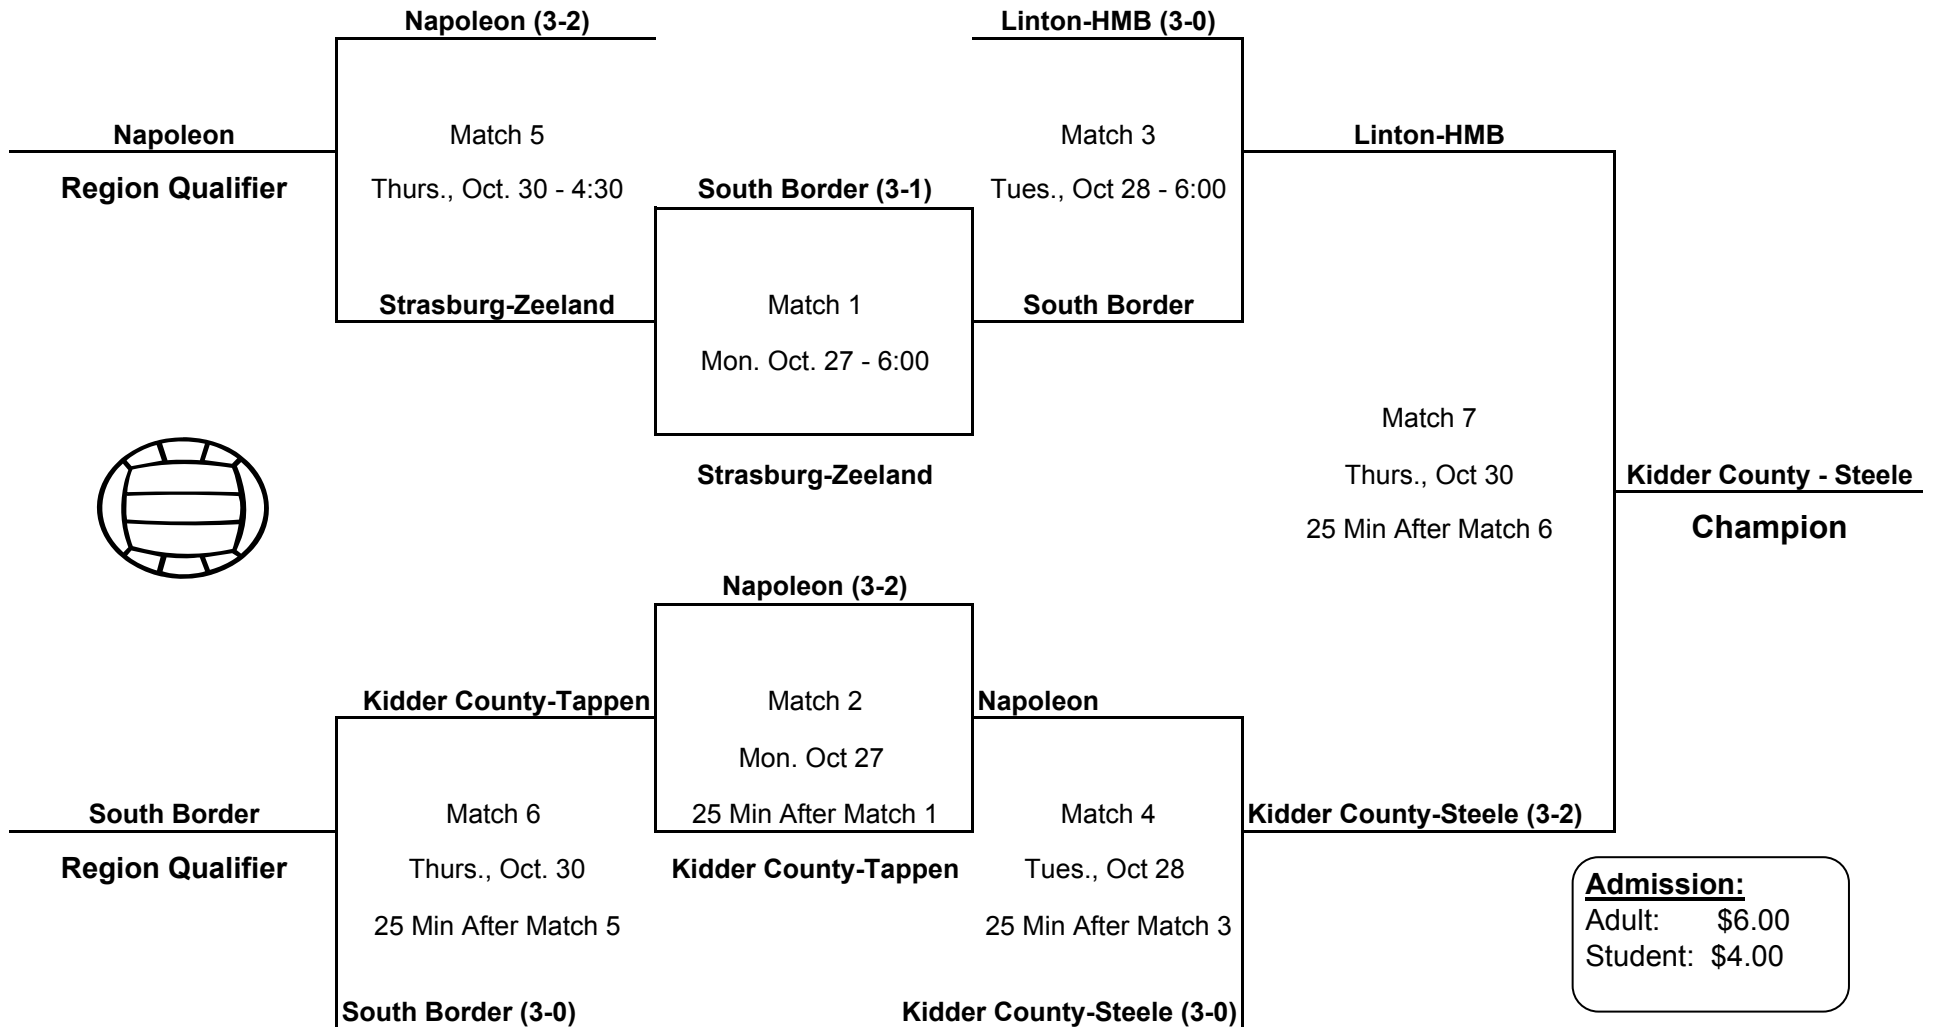 Napoleon (3-2)
Linton-HMB (3-0)
Napoleon
Match 5
Match 3
Linton-HMB
Region Qualifier
Thurs., Oct. 30 - 4:30
South Border (3-1)
Tues., Oct 28 - 6:00
Strasburg-Zeeland
Match 1
South Border
Mon. Oct. 27 - 6:00
Match 7
Strasburg-Zeeland
Thurs., Oct 30
Kidder County - Steele
25 Min After Match 6
Champion
Napoleon (3-2)
Kidder County-Tappen
Match 2
Napoleon
Mon. Oct 27
South Border
Match 6
25 Min After Match 1
Match 4
Kidder County-Steele (3-2)
Region Qualifier
Thurs., Oct. 30
Kidder County-Tappen
Tues., Oct 28
Admission:
25 Min After Match 5
25 Min After Match 3
Adult: $6.00
Student: $4.00
South Border (3-0)
Kidder County-Steele (3-0)